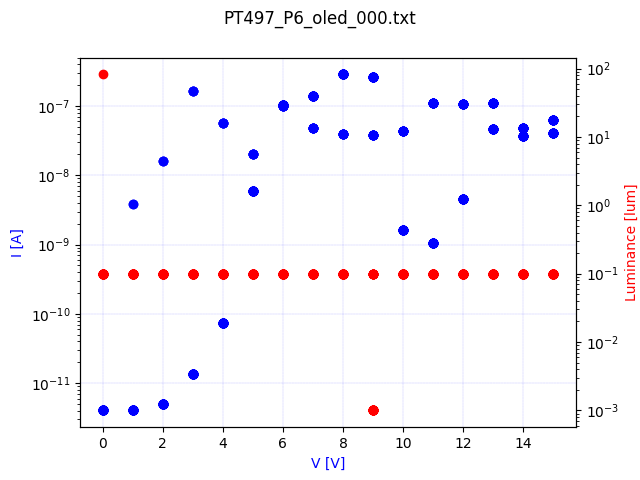 PT497_P6_oled_000.txt
10⁻⁷
10⁻⁸
10⁻⁹
10⁻¹⁰
10⁻¹¹
I [A]
10²
10¹
10⁰
10⁻¹
10⁻²
10⁻³
Luminance [lum]
0 2 4 6 8 10 12 14
V [V]